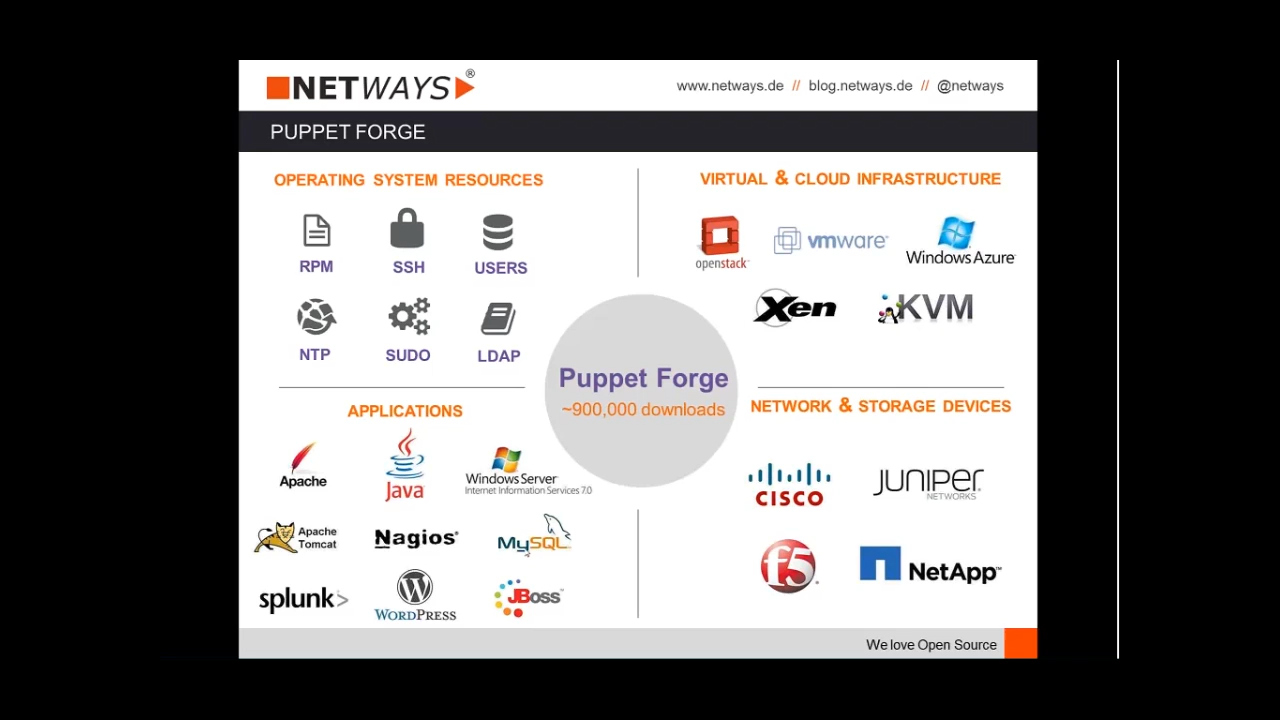 NETWAYS®
www.netways.de // blog.netways.de // @netways
PUPPET FORGE
OPERATING SYSTEM RESOURCES
RPM SSH USERS
NTP SUDO LDAP
VIRTUAL & CLOUD INFRASTRUCTURE
openstack vmware Windows Azure™
Xen KVM
Puppet Forge
~900,000 downloads
APPLICATIONS
Apache Java Windows Server
Internet Information Services 7.0
Apache
Tomcat
Nagios® MySQL
splunk> WORDPRESS JBoss
NETWORK & STORAGE DEVICES
CISCO JUNIPER
NETWORKS
f5 NetApp™
We love Open Source